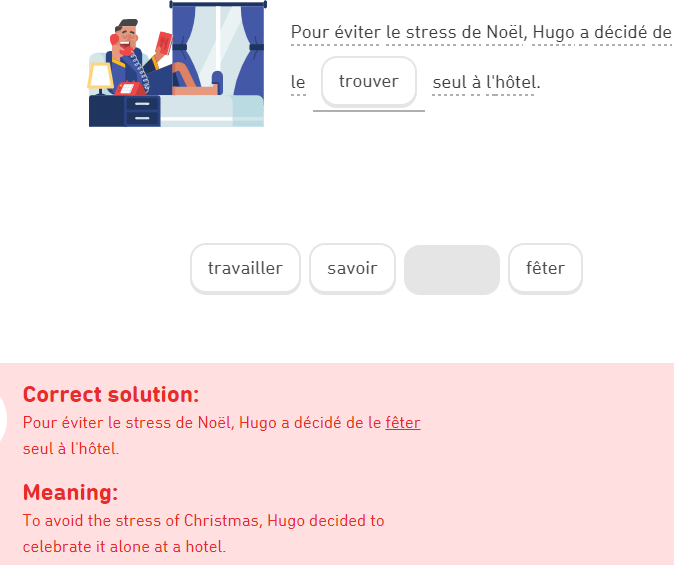 Pour éviter le stress de Noël, Hugo a décidé de
le trouver seul à l'hôtel.
travailler savoir fêter
Correct solution:
Pour éviter le stress de Noël, Hugo a décidé de le fêter
seul à l'hôtel.
Meaning:
To avoid the stress of Christmas, Hugo decided to
celebrate it alone at a hotel.